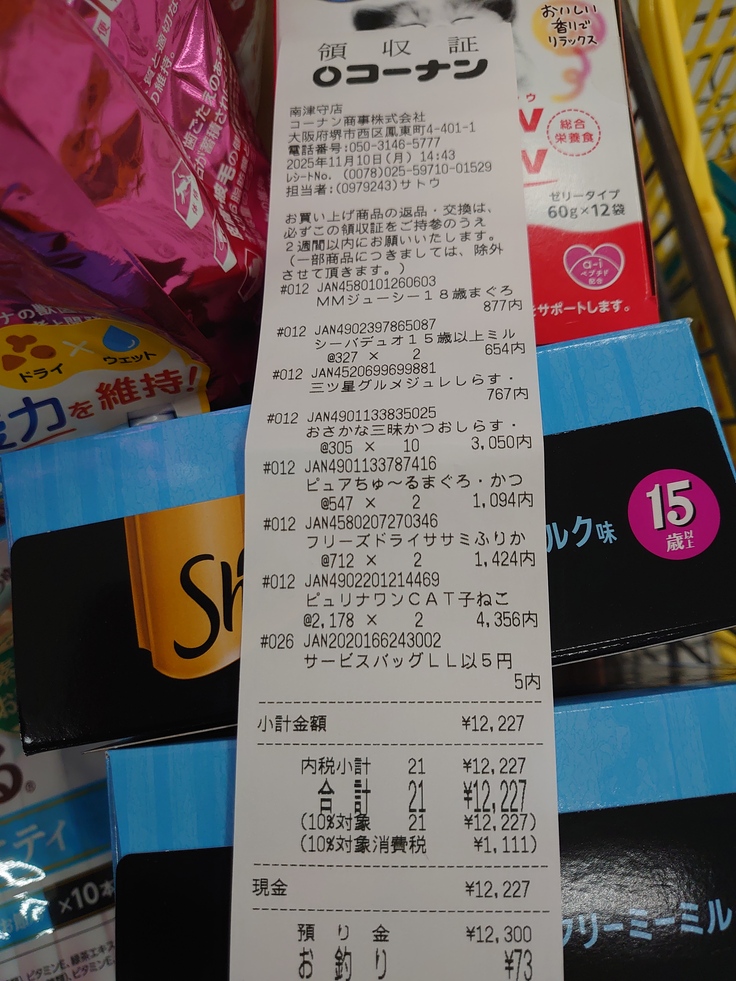 領 収 証
コーナン
南津守店
コーナン商事株式会社
大阪府堺市西区鳳東町4-401-1
電話番号:050-3146-5777
2025年11月10日(月) 14:43
レシートNo. (0078)025-59710-01529
担当者:(0979243)サトウ
お買い上げ商品の返品・交換は、
必ずこの領収証をご持参のうえ
2週間以内にお願いいたします。
(一部商品につきましては、除外
させて頂きます。)
#012 JAN4580101260603
MMジューシー18歳まぐろ
877内
#012 JAN4902397865087
シーバデュオ15歳以上ミル
@327 × 2 654内
#012 JAN4520699699881
三ツ星グルメジュレしらす・
767内
#012 JAN4901133835025
おさかな三昧かつおしらす・
@305 × 10 3,050内
#012 JAN4901133787416
ピュアちゅ~るまぐろ・かつ
@547 × 2 1,094内
#012 JAN4580207270346
フリーズドライササミふりか
@712 × 2 1,424内
#012 JAN4902201214469
ピュリナワンCAT子ねこ
@2,178 × 2 4,356内
#026 JAN2020166243002
サービスバッグLL以5円
5内
小計金額 ¥12,227
内税小計 21 ¥12,227
合 計 21 ¥12,227
(10%対象 21 ¥12,227)
(10%対象消費税 ¥1,111)
現金 ¥12,227
預 り 金 ¥12,300
お 釣 り ¥73
おいしい
香りで
リラックス
総合
栄養食
ゼリータイプ
60g×12袋
a-i
ペプチド
配合
サポートします。
ドライ × ウェット
力を維持!
Sh
ルク味
15
歳以上
ティ
×10本
クリーミーミル